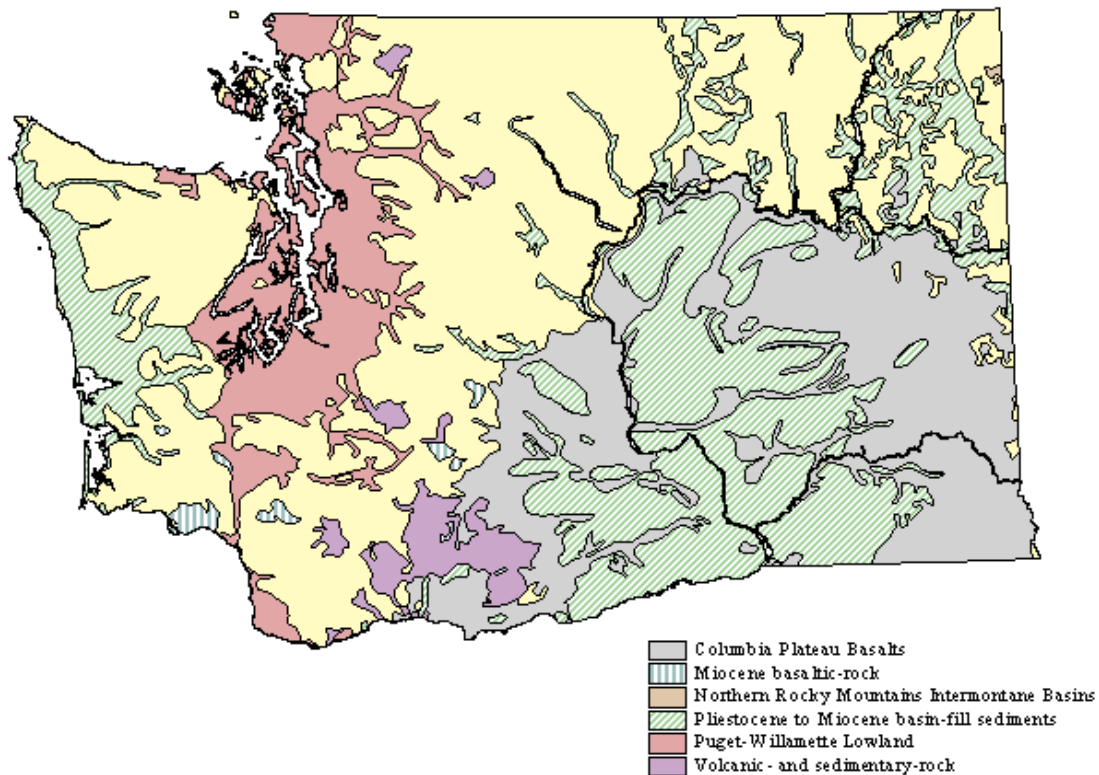 Columbia Plateau Basalts
Miocene basaltic-rock
Northern Rocky Mountains Intermontane Basins
Pliestocene to Miocene basin-fill sediments
Puget-Willamette Lowland
Volcanic- and sedimentary-rock